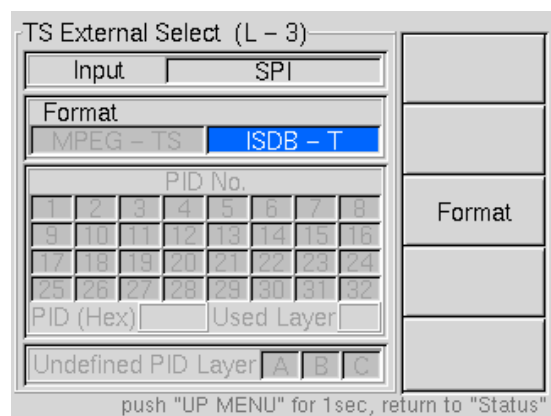 TS External Select (L – 3)
Input SPI
Format
MPEG – TS ISDB – T
PID No.
1 2 3 4 5 6 7 8
9 10 11 12 13 14 15 16
17 18 19 20 21 22 23 24
25 26 27 28 29 30 31 32
PID (Hex) Used Layer
Undefined PID Layer A B C
Format
push "UP MENU" for 1sec, return to "Status"